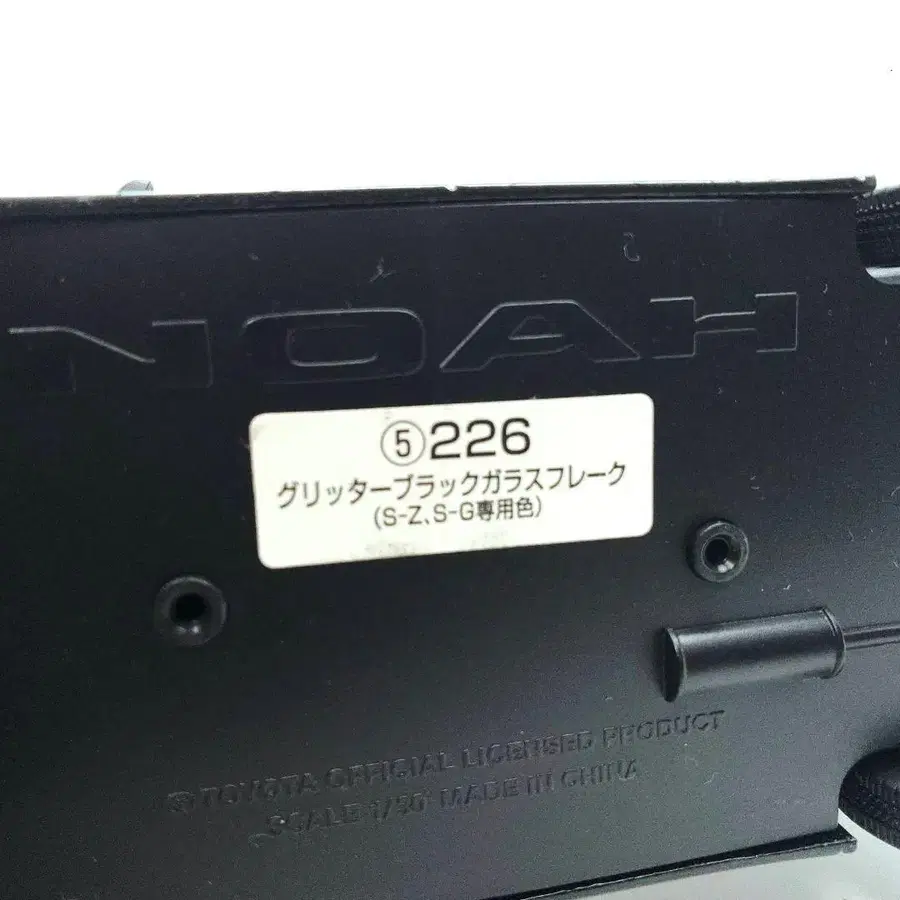 NOAH
⑤226
グリッターブラックガラスフレーク
(S-Z、S-G専用色)
© TOYOTA OFFICIAL LICENSED PRODUCT
SCALE 1/30 MADE IN CHINA